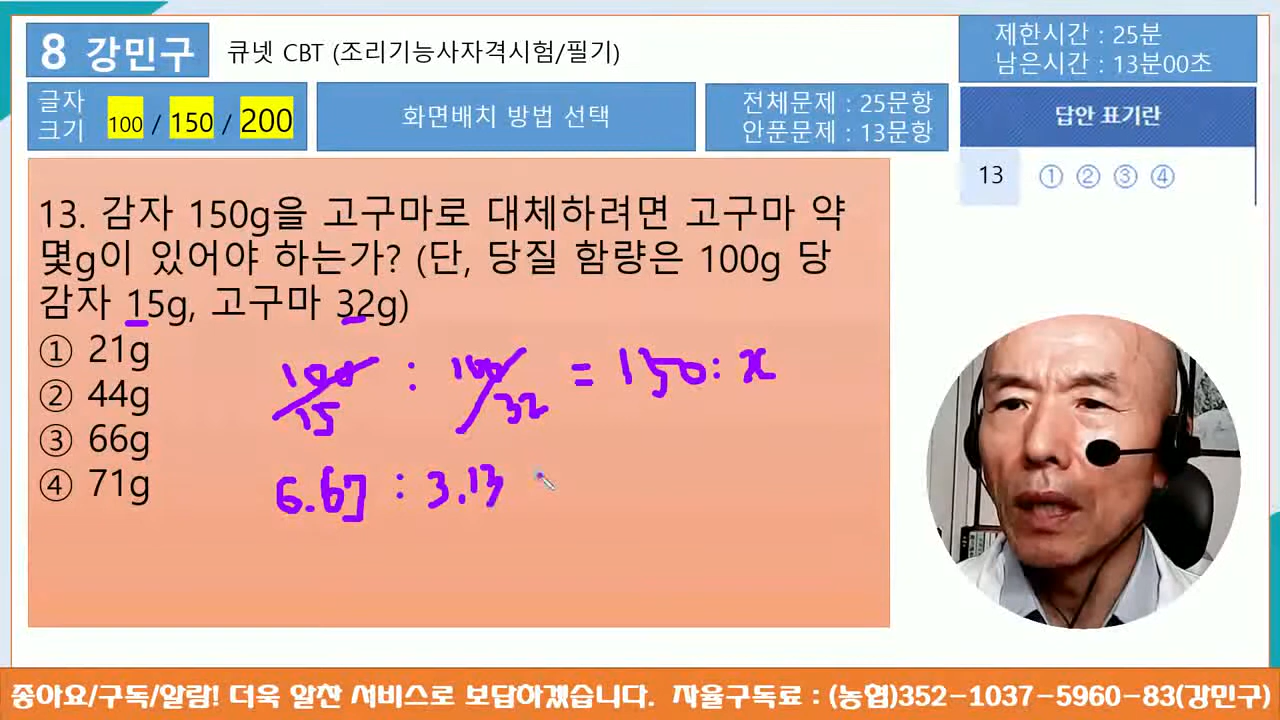 8 강민구
큐넷 CBT (조리기능사자격시험/필기)
제한시간 : 25분
남은시간 : 13분00초
글자
크기
100 / 150 / 200
화면배치 방법 선택
전체문제 : 25문항
안푼문제 : 13문항
답안 표기란
13 ① ② ③ ④
13. 감자 150g을 고구마로 대체하려면 고구마 약
몇g이 있어야 하는가? (단, 당질 함량은 100g 당
감자 15g, 고구마 32g)
① 21g
② 44g
③ 66g
④ 71g
100/15 : 100/32 = 150 : x
6.67 : 3.13
종아요/구독/알람! 더욱 알찬 서비스로 보답하겠습니다. 자율구독료 : (농협)352-1037-5960-83(강민구)